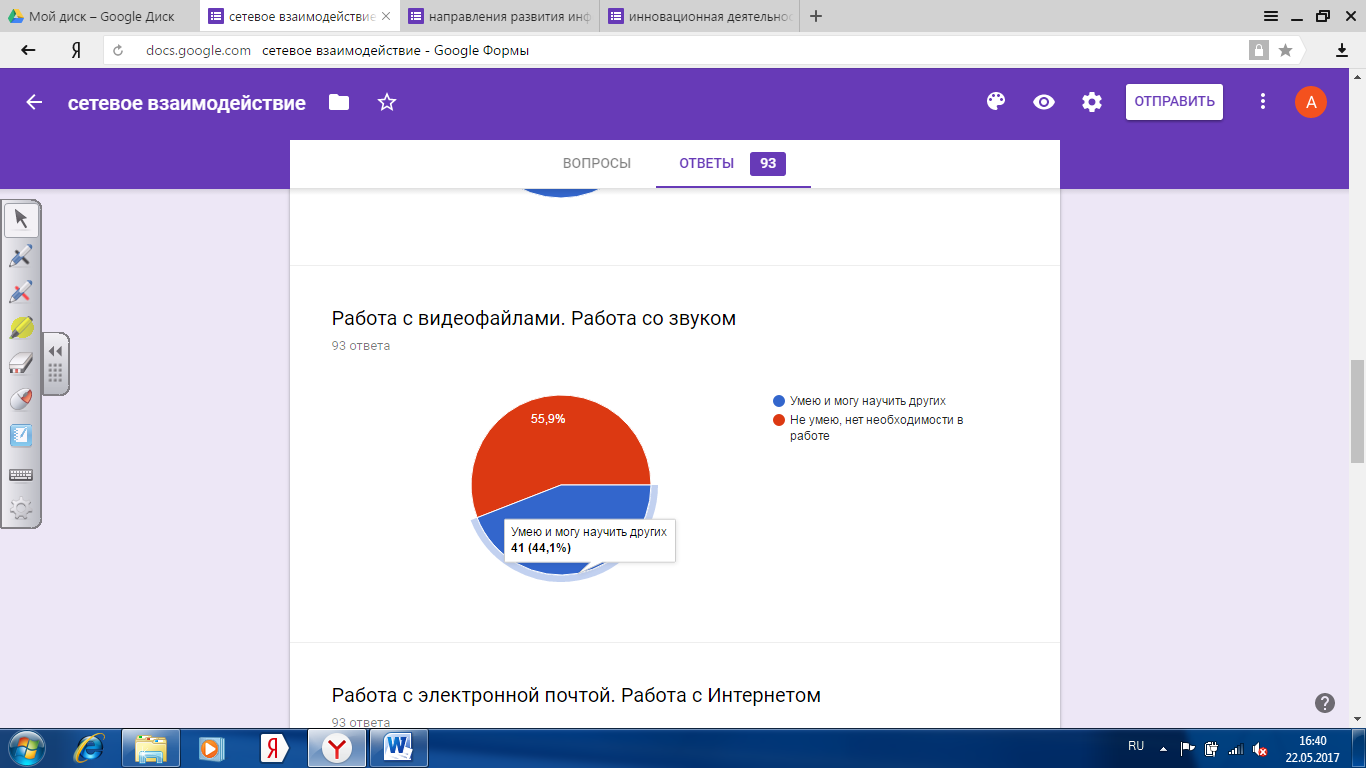 Мой диск – Google Диск
сетевое взаимодействие
направления развития инф
инновационная деятельнос
Я
docs.google.com сетевое взаимодействие - Google Формы
сетевое взаимодействие
ОТПРАВИТЬ
А
ВОПРОСЫ
ОТВЕТЫ 93
Работа с видеофайлами. Работа со звуком
93 ответа
55,9%
Умею и могу научить других
Не умею, нет необходимости в
работе
Умею и могу научить других
41 (44,1%)
Работа с электронной почтой. Работа с Интернетом
93 ответа
RU
16:40
22.05.2017